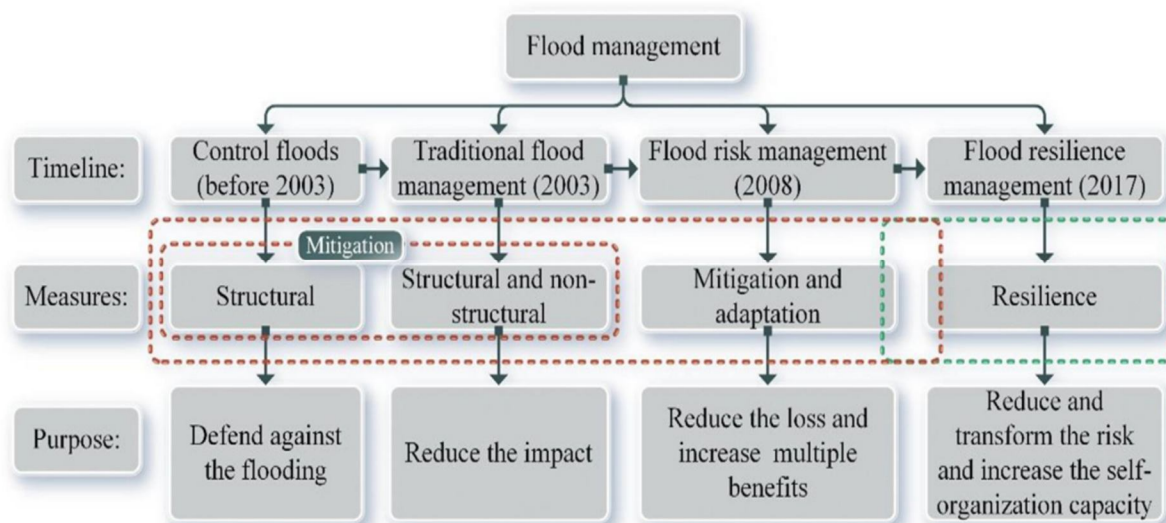 Flood management
Timeline:
Control floods
(before 2003)
Traditional flood
management (2003)
Flood risk management
(2008)
Flood resilience
management (2017)
Mitigation
Measures:
Structural
Structural and non-
structural
Mitigation and
adaptation
Resilience
Purpose:
Defend against
the flooding
Reduce the impact
Reduce the loss and
increase multiple
benefits
Reduce and
transform the risk
and increase the self-
organization capacity